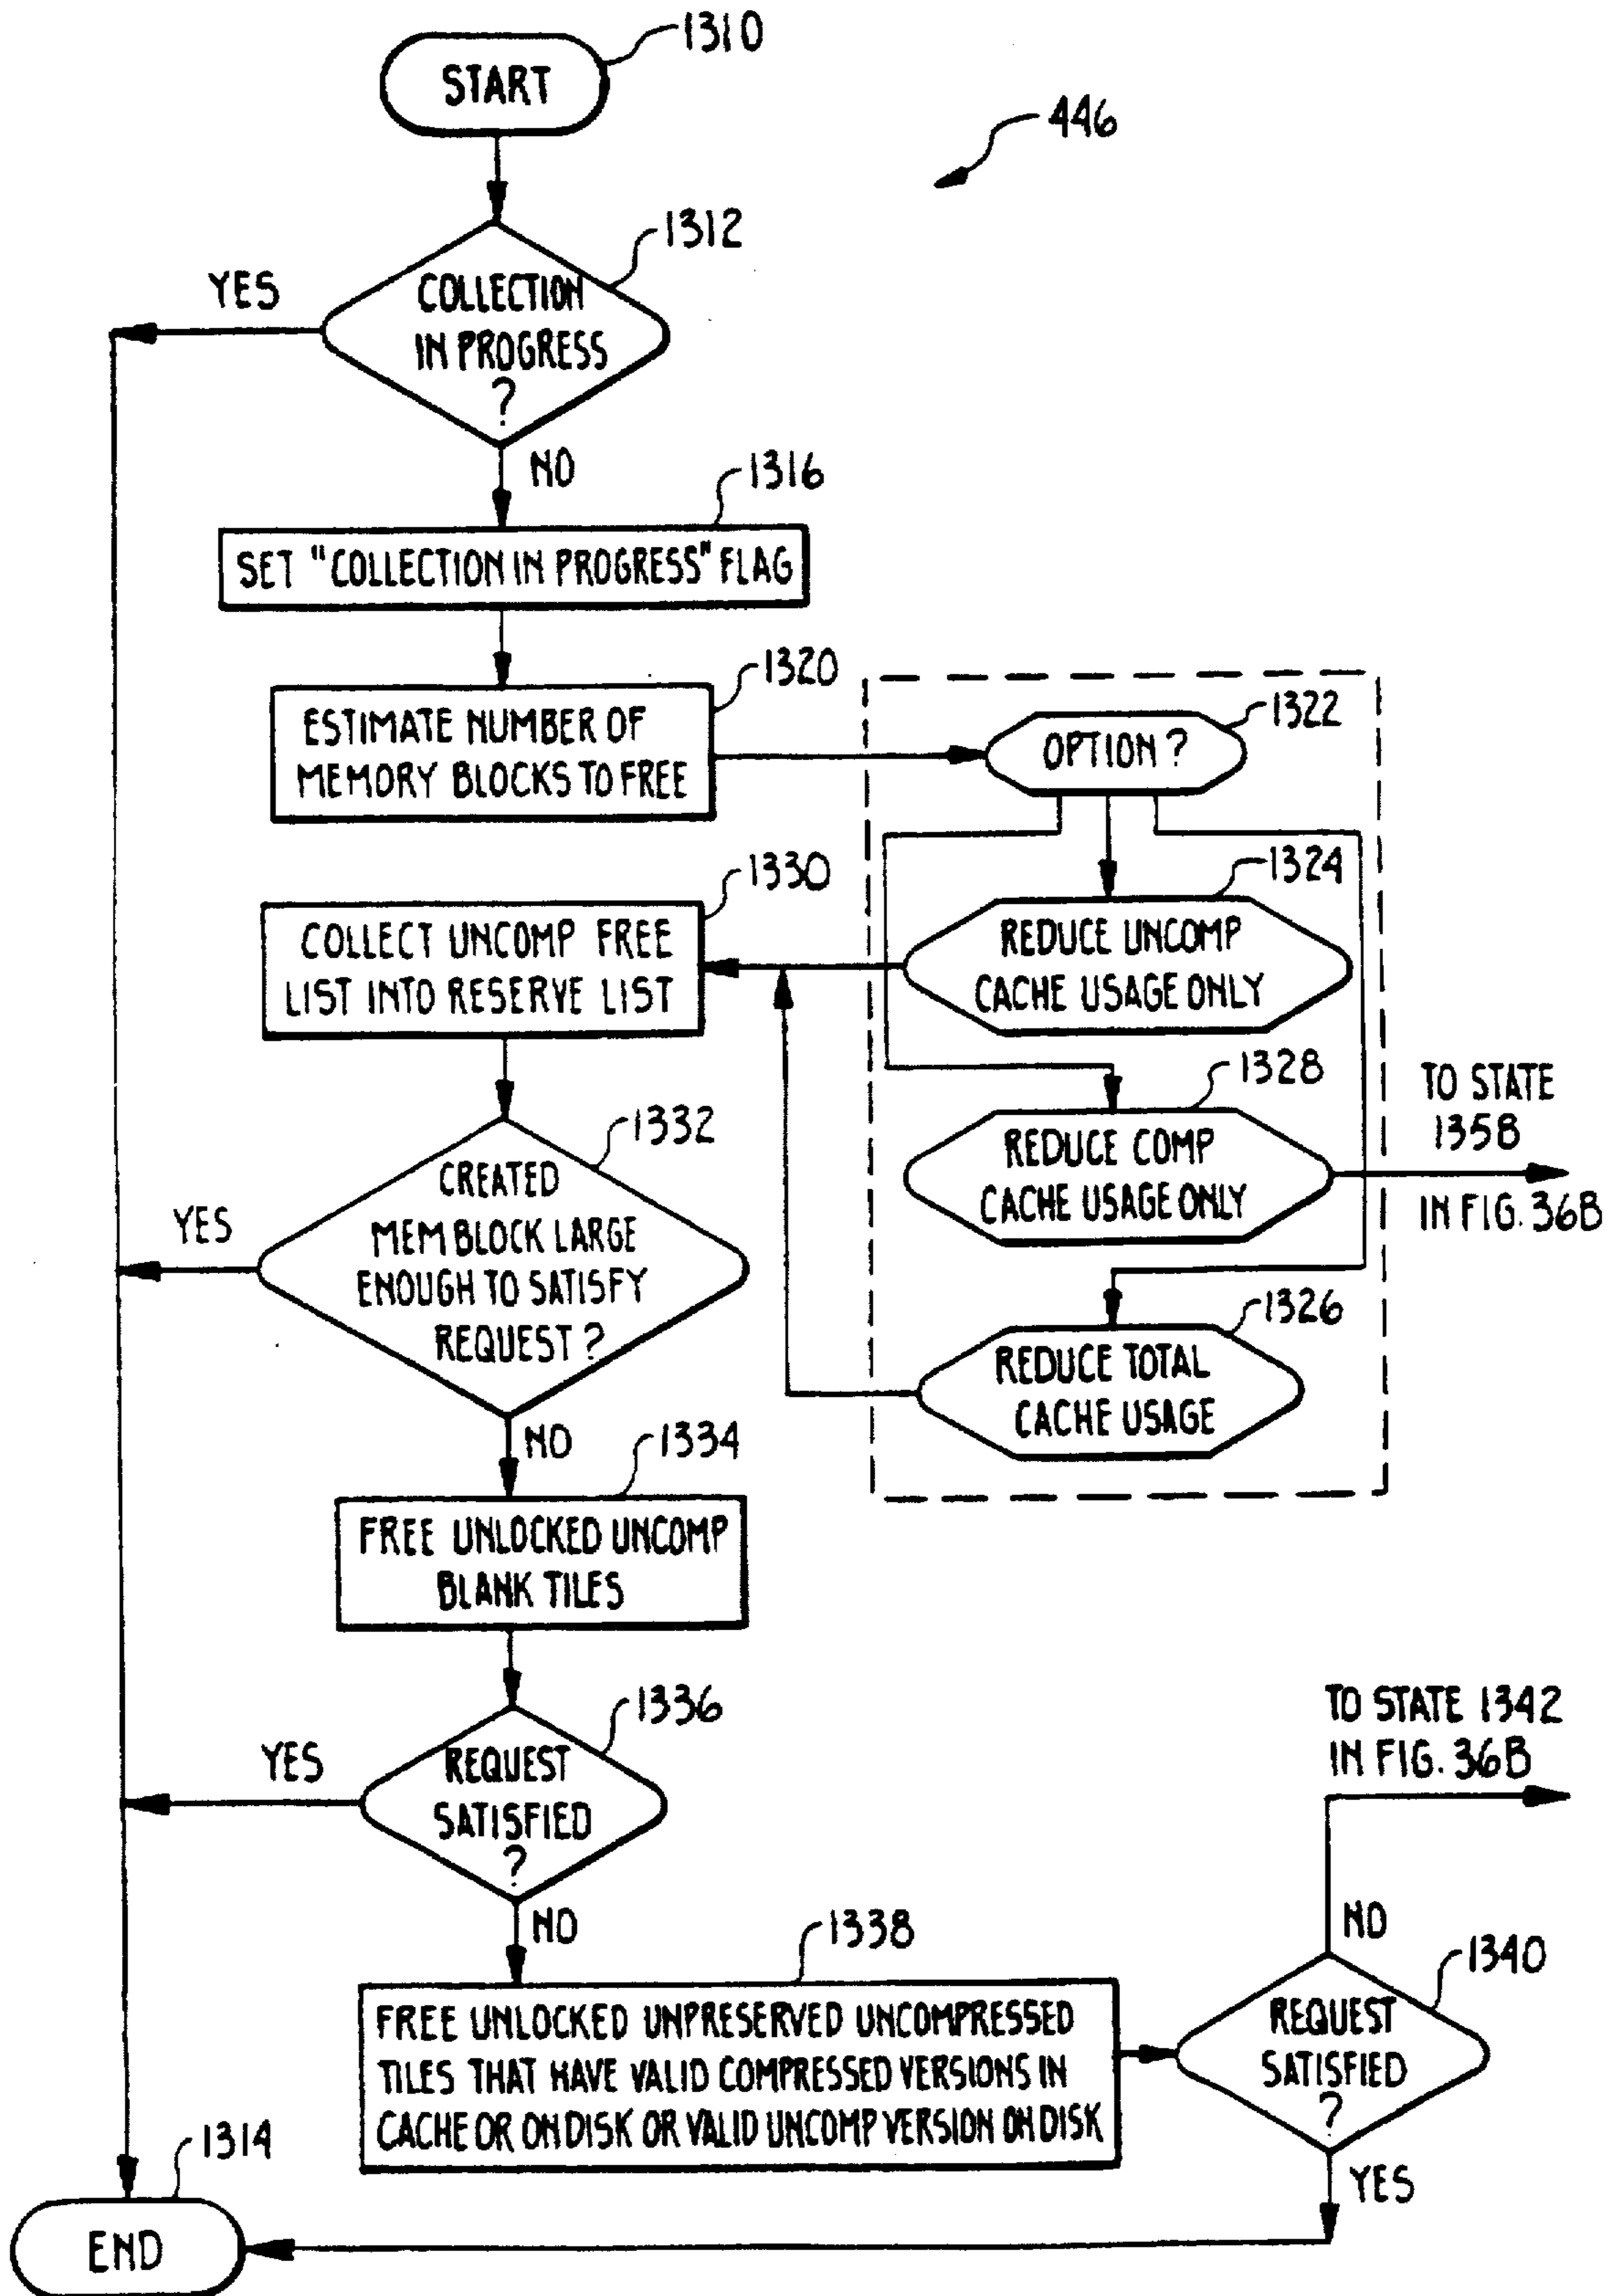 1310
START
446
1312
YES
COLLECTION
IN PROGRESS
?
NO
1316
SET "COLLECTION IN PROGRESS" FLAG
1320
ESTIMATE NUMBER OF
MEMORY BLOCKS TO FREE
1322
OPTION ?
1324
REDUCE UNCOMP
CACHE USAGE ONLY
1330
COLLECT UNCOMP FREE
LIST INTO RESERVE LIST
1328
REDUCE COMP
CACHE USAGE ONLY
TO STATE
1358
IN FIG. 36B
1332
CREATED
MEM BLOCK LARGE
ENOUGH TO SATISFY
REQUEST ?
YES
1326
REDUCE TOTAL
CACHE USAGE
NO
1334
FREE UNLOCKED UNCOMP
BLANK TILES
1336
YES
REQUEST
SATISFIED
?
TO STATE 1342
IN FIG. 36B
NO
1338
FREE UNLOCKED UNPRESERVED UNCOMPRESSED
TILES THAT HAVE VALID COMPRESSED VERSIONS IN
CACHE OR ON DISK OR VALID UNCOMP VERSION ON DISK
NO
1340
REQUEST
SATISFIED
?
YES
1314
END